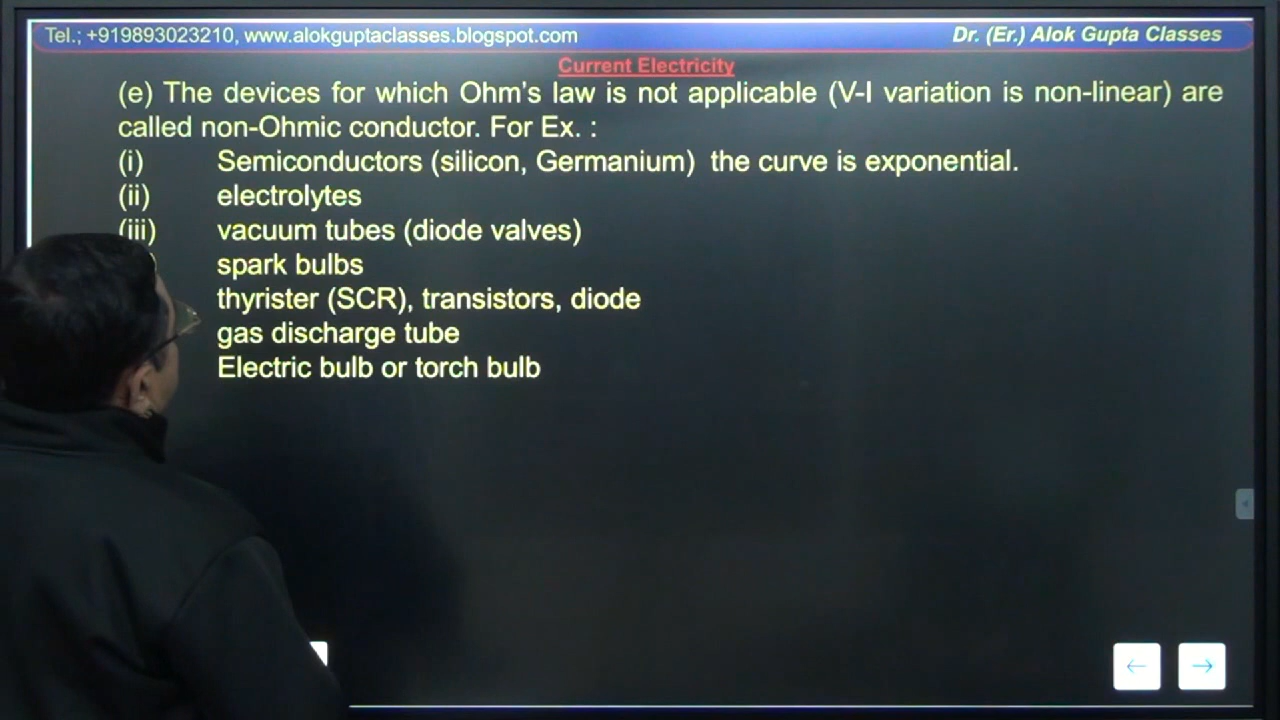 Tel.; +919893023210, www.alokguptaclasses.blogspot.com Dr. (Er.) Alok Gupta Classes
Current Electricity
(e) The devices for which Ohm's law is not applicable (V-I variation is non-linear) are
called non-Ohmic conductor. For Ex. :
(i) Semiconductors (silicon, Germanium) the curve is exponential.
(ii) electrolytes
(iii) vacuum tubes (diode valves)
spark bulbs
thyrister (SCR), transistors, diode
gas discharge tube
Electric bulb or torch bulb